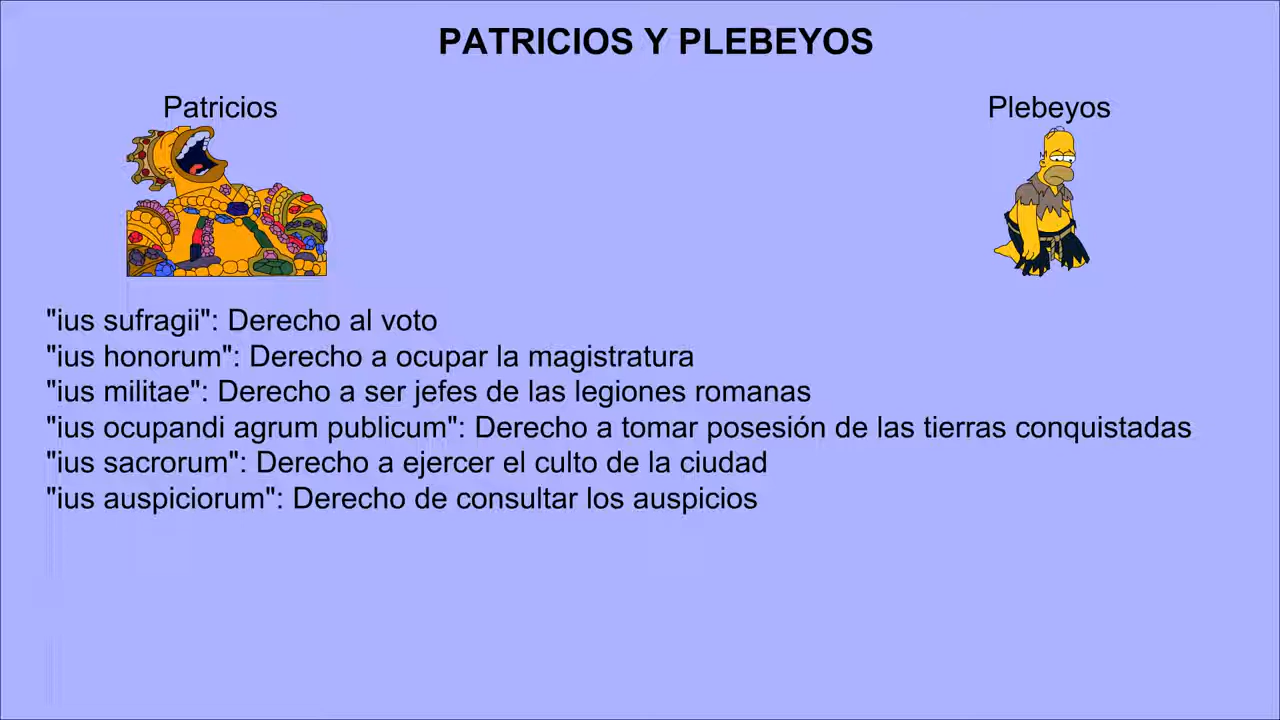 PATRICIOS Y PLEBEYOS
Patricios
Plebeyos
"ius sufragii": Derecho al voto
"ius honorum": Derecho a ocupar la magistratura
"ius militae": Derecho a ser jefes de las legiones romanas
"ius ocupandi agrum publicum": Derecho a tomar posesión de las tierras conquistadas
"ius sacrorum": Derecho a ejercer el culto de la ciudad
"ius auspiciorum": Derecho de consultar los auspicios